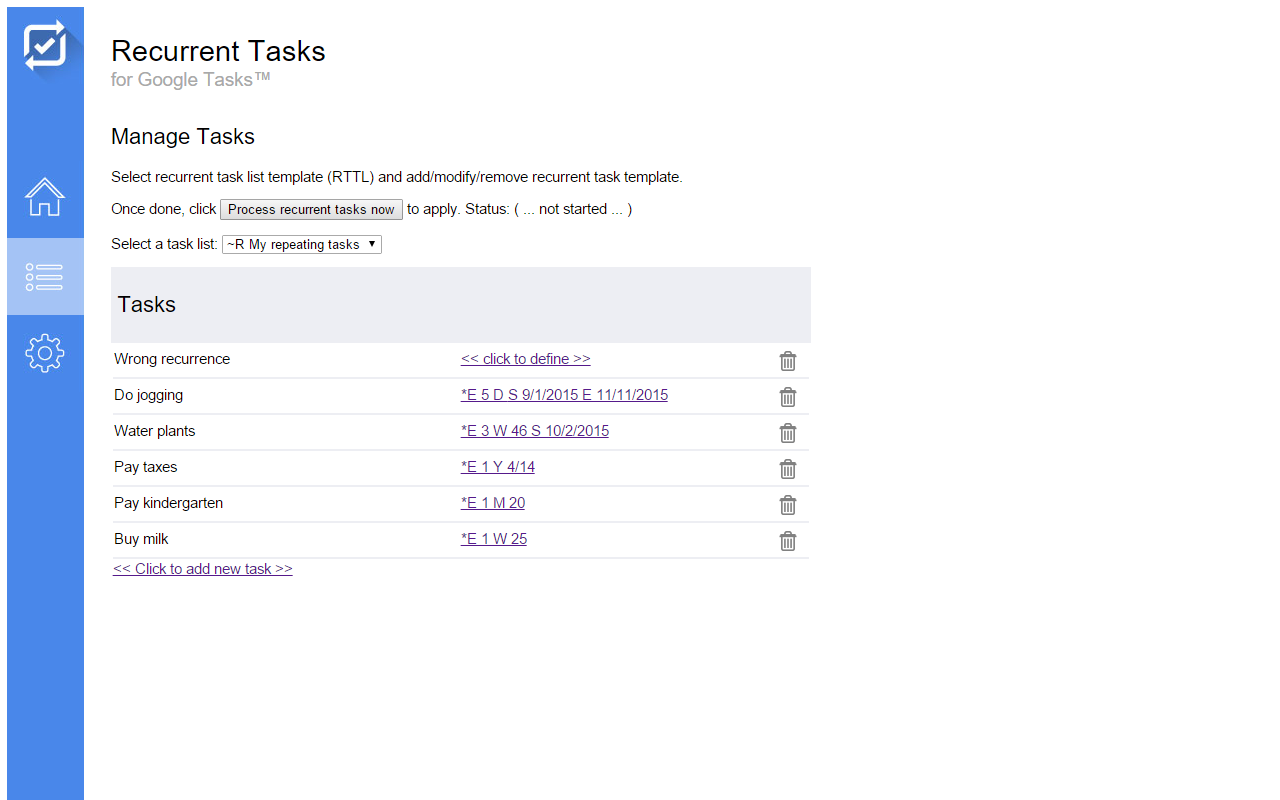 Recurrent Tasks
for Google Tasks™
Manage Tasks
Select recurrent task list template (RTTL) and add/modify/remove recurrent task template.
Once done, click Process recurrent tasks now to apply. Status: ( ... not started ... )
Select a task list: ~R My repeating tasks
Tasks
Wrong recurrence << click to define >>
Do jogging *E 5 D S 9/1/2015 E 11/11/2015
Water plants *E 3 W 46 S 10/2/2015
Pay taxes *E 1 Y 4/14
Pay kindergarten *E 1 M 20
Buy milk *E 1 W 25
<< Click to add new task >>